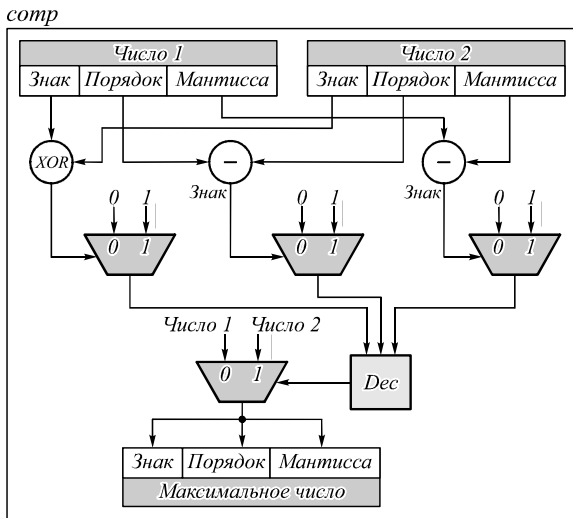 comp
Число 1 Число 2
Знак Порядок Мантисса Знак Порядок Мантисса
XOR − −
Знак Знак
0 1 0 1 0 1
0 1 0 1 0 1
Число 1 Число 2
0 1 Dec
Знак Порядок Мантисса
Максимальное число